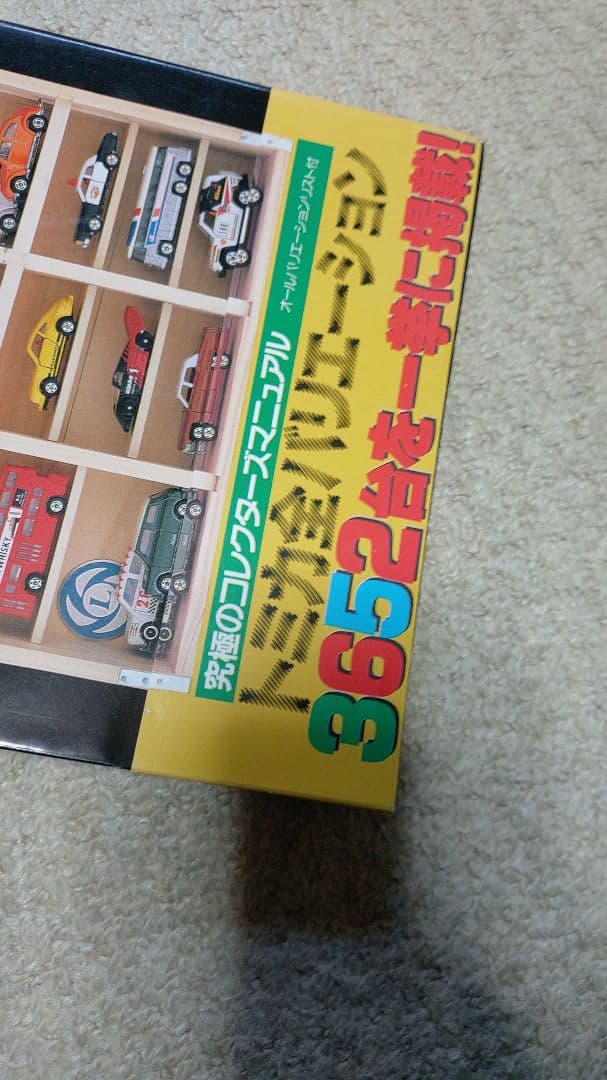 究極のコレクターズマニュアル オールバリエーションリスト付
トミカ全バリエーション
3652台を一挙に掲載!
WHISKY
L